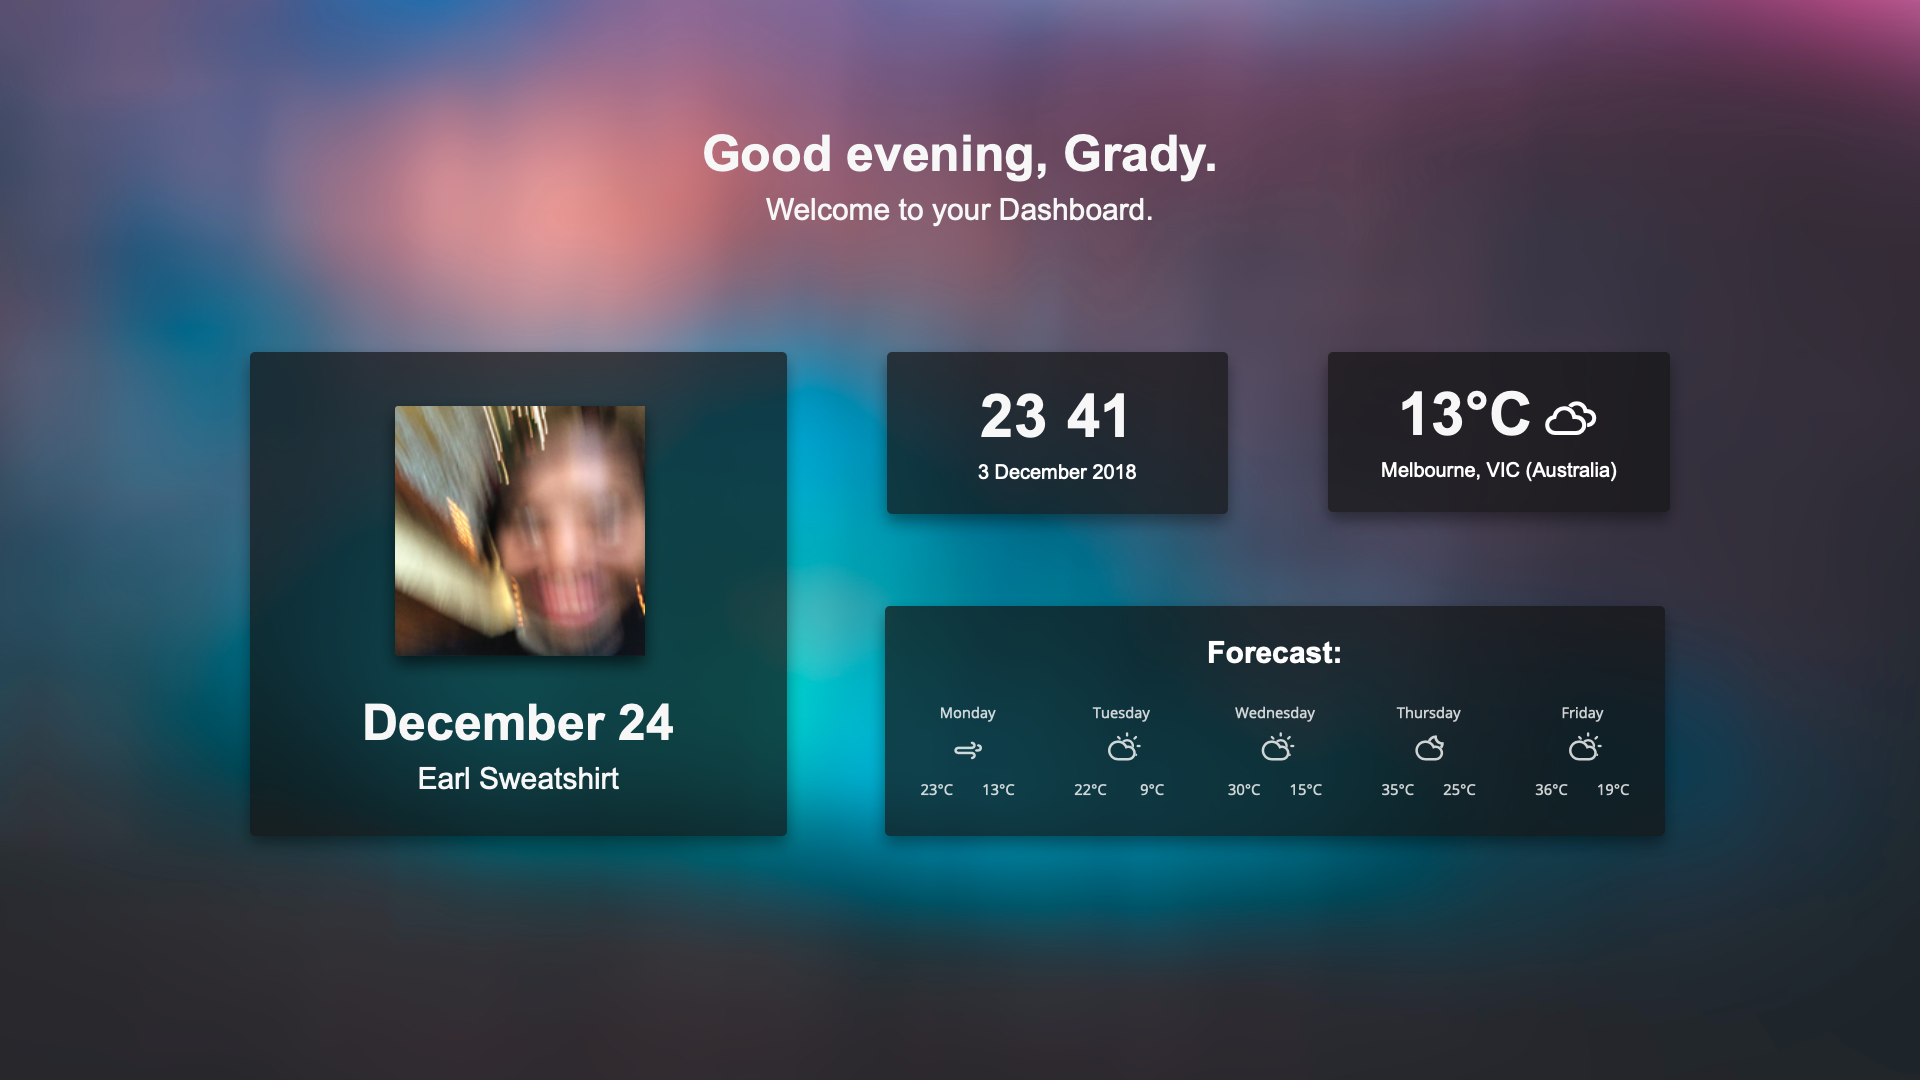 Good evening, Grady.
Welcome to your Dashboard.
December 24
Earl Sweatshirt
23 41
3 December 2018
13°C
Melbourne, VIC (Australia)
Forecast:
Monday Tuesday Wednesday Thursday Friday
23°C 13°C 22°C 9°C 30°C 15°C 35°C 25°C 36°C 19°C